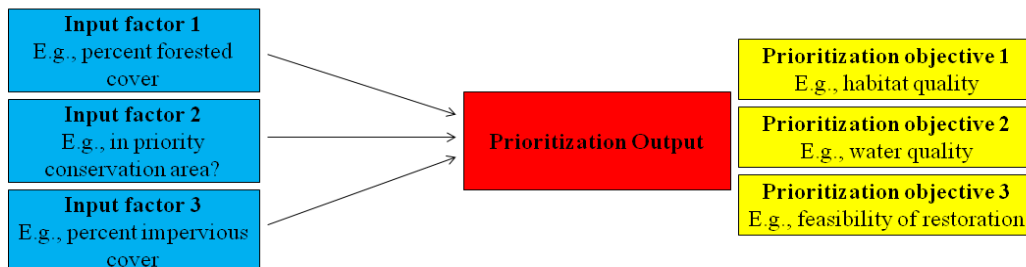 Input factor 1
E.g., percent forested
cover
Input factor 2
E.g., in priority
conservation area?
Input factor 3
E.g., percent impervious
cover
Prioritization Output
Prioritization objective 1
E.g., habitat quality
Prioritization objective 2
E.g., water quality
Prioritization objective 3
E.g., feasibility of restoration